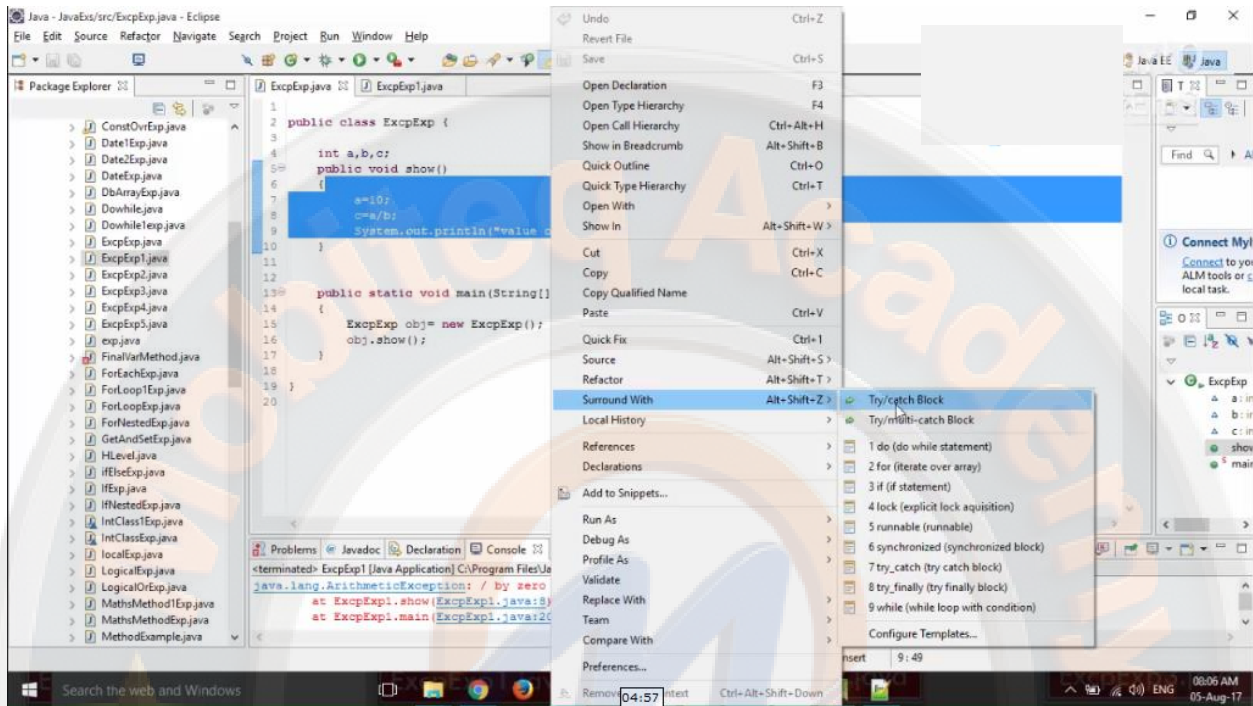 Java - JavaExs/src/ExcpExp.java - Eclipse
File Edit Source Refactor Navigate Search Project Run Window Help
Java EE Java
Package Explorer
ConstOvrExp.java
Date1Exp.java
Date2Exp.java
DateExp.java
DbArrayExp.java
Dowhile.java
Dowhile1exp.java
ExcpExp.java
ExcpExp1.java
ExcpExp2.java
ExcpExp3.java
ExcpExp4.java
ExcpExp5.java
exp.java
FinalVarMethod.java
ForEachExp.java
ForLoop1Exp.java
ForLoopExp.java
ForNestedExp.java
GetAndSetExp.java
HLevel.java
ifElseExp.java
IfExp.java
IfNestedExp.java
IntClass1Exp.java
IntClassExp.java
localExp.java
LogicalExp.java
LogicalOrExp.java
MathsMethod1Exp.java
MathsMethodExp.java
MethodExample.java
ExcpExp.java ExcpExp1.java
1
2 public class ExcpExp {
3
4 int a,b,c;
5 public void show()
6 {
7 a=10;
8 c=a/b;
9 System.out.println("value
10 }
11
12
13 public static void main(String[]
14 {
15 ExcpExp obj= new ExcpExp();
16 obj.show();
17 }
18
19 }
20
Problems Javadoc Declaration Console
<terminated> ExcpExp1 [Java Application] C:\Program Files\Ja
java.lang.ArithmeticException: / by zero
at ExcpExp1.show(ExcpExp1.java:8)
at ExcpExp1.main(ExcpExp1.java:20
Undo Ctrl+Z
Revert File
Save Ctrl+S
Open Declaration F3
Open Type Hierarchy F4
Open Call Hierarchy Ctrl+Alt+H
Show in Breadcrumb Alt+Shift+B
Quick Outline Ctrl+O
Quick Type Hierarchy Ctrl+T
Open With
Show In Alt+Shift+W
Cut Ctrl+X
Copy Ctrl+C
Copy Qualified Name
Paste Ctrl+V
Quick Fix Ctrl+1
Source Alt+Shift+S
Refactor Alt+Shift+T
Surround With Alt+Shift+Z
Local History
References
Declarations
Add to Snippets...
Run As
Debug As
Profile As
Validate
Replace With
Team
Compare With
Preferences...
Ctrl+Alt+Shift+Down
04:57
Try/catch Block
Try/multi-catch Block
1 do (do while statement)
2 for (iterate over array)
3 if (if statement)
4 lock (explicit lock aquisition)
5 runnable (runnable)
6 synchronized (synchronized block)
7 try_catch (try catch block)
8 try_finally (try finally block)
9 while (while loop with condition)
Configure Templates...
Find
Connect Myl
Connect to you
ALM tools or c
local task.
ExcpExp
a : in
b : in
c : in
show
main
9 : 49
Search the web and Windows
ENG
08:06 AM
05-Aug-17
Mobiprep Academy